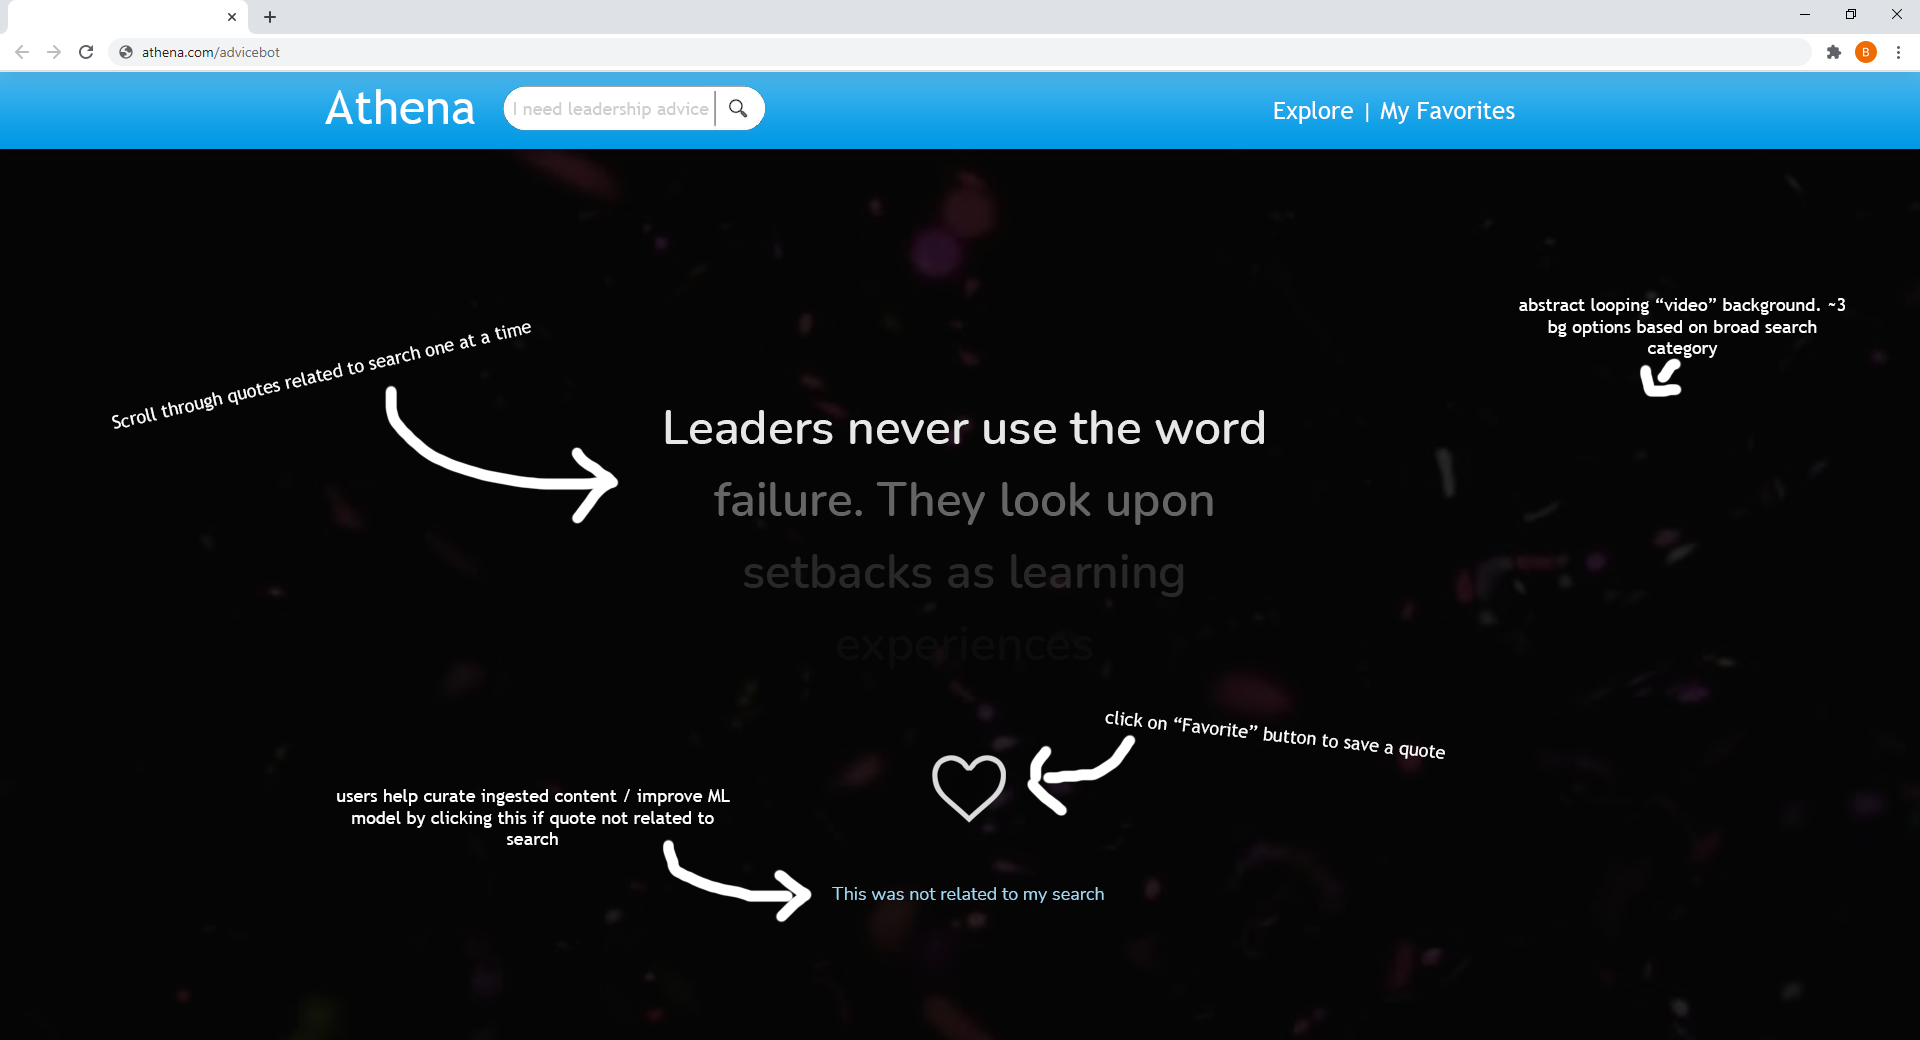 athena.com/advicebot
B
Athena
I need leadership advice
Explore | My Favorites
abstract looping “video” background. ~3
bg options based on broad search
category
Scroll through quotes related to search one at a time
Leaders never use the word
failure. They look upon
setbacks as learning
experiences
click on “Favorite” button to save a quote
users help curate ingested content / improve ML
model by clicking this if quote not related to
search
This was not related to my search